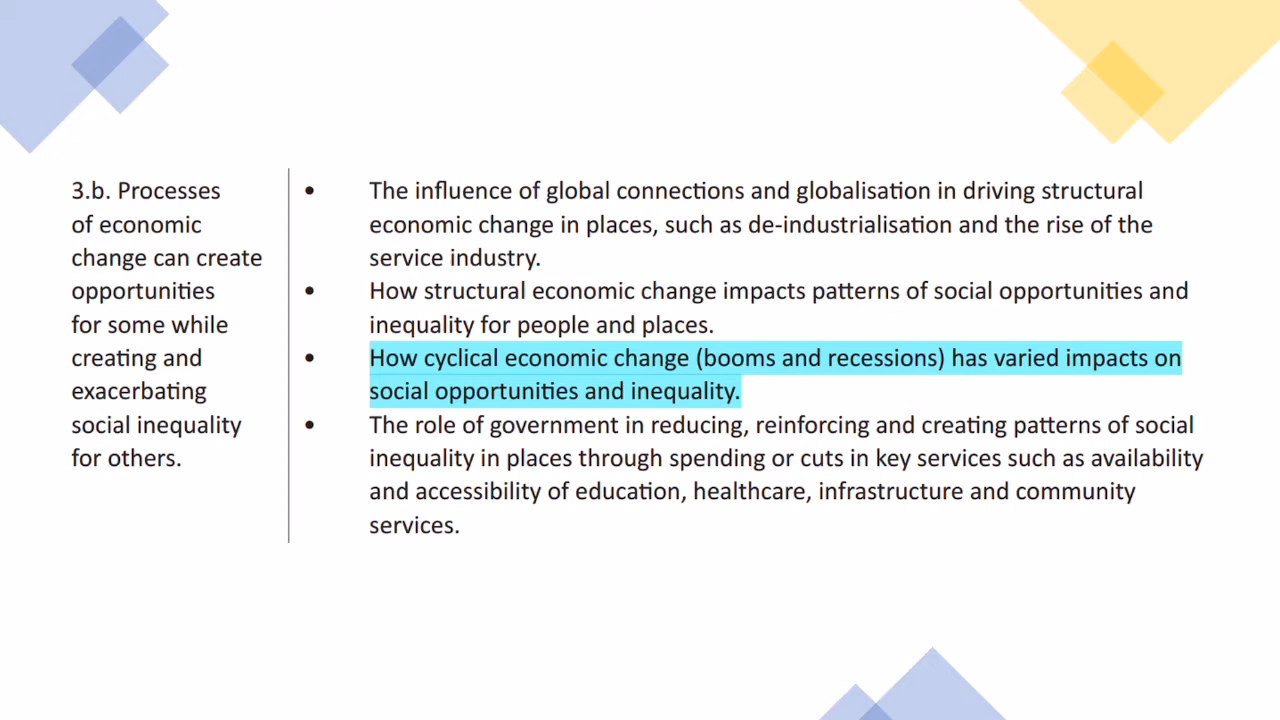 3.b. Processes
of economic
change can create
opportunities
for some while
creating and
exacerbating
social inequality
for others.
• The influence of global connections and globalisation in driving structural
economic change in places, such as de-industrialisation and the rise of the
service industry.
• How structural economic change impacts patterns of social opportunities and
inequality for people and places.
• How cyclical economic change (booms and recessions) has varied impacts on
social opportunities and inequality.
• The role of government in reducing, reinforcing and creating patterns of social
inequality in places through spending or cuts in key services such as availability
and accessibility of education, healthcare, infrastructure and community
services.